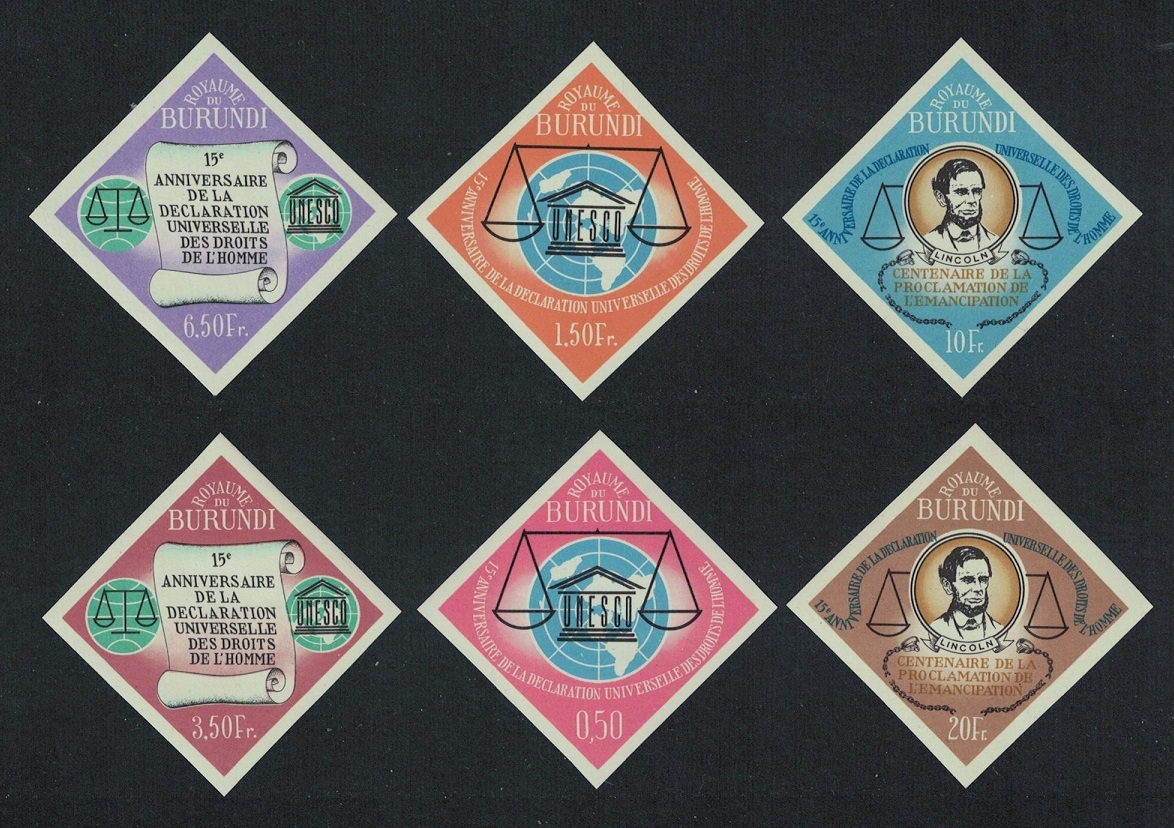 ROYAUME
DU
BURUNDI
15e
ANNIVERSAIRE
DE LA
DECLARATION
UNIVERSELLE
DES DROITS
DE L'HOMME
UNESCO
6,50Fr.
ROYAUME
DU
BURUNDI
UNESCO
15e ANNIVERSAIRE DE LA DECLARATION UNIVERSELLE DES DROITS DE L'HOMME
1,50Fr.
ROYAUME
DU
BURUNDI
15e ANNIVERSAIRE DE LA DECLARATION UNIVERSELLE DES DROITS DE L'HOMME
LINCOLN
CENTENAIRE DE LA
PROCLAMATION DE
L'EMANCIPATION
10Fr.
ROYAUME
DU
BURUNDI
15e
ANNIVERSAIRE
DE LA
DECLARATION
UNIVERSELLE
DES DROITS
DE L'HOMME
UNESCO
3,50Fr.
ROYAUME
DU
BURUNDI
UNESCO
15e ANNIVERSAIRE DE LA DECLARATION UNIVERSELLE DES DROITS DE L'HOMME
0,50
ROYAUME
DU
BURUNDI
15e ANNIVERSAIRE DE LA DECLARATION UNIVERSELLE DES DROITS DE L'HOMME
LINCOLN
CENTENAIRE DE LA
PROCLAMATION DE
L'EMANCIPATION
20Fr.